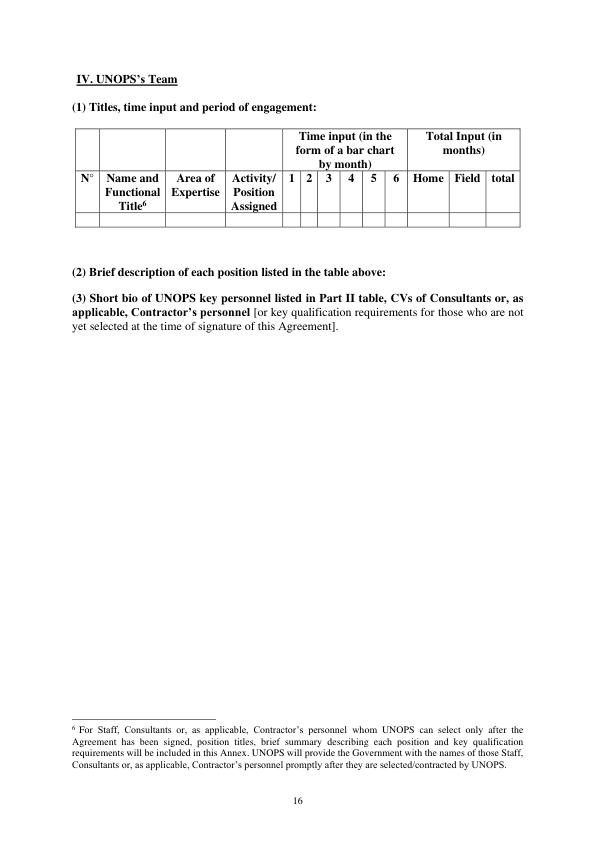 IV. UNOPS's Team
(1) Titles, time input and period of engagement:
Time input (in the form of a bar chart by month) Total Input (in months)
N° Name and Functional Title6 Area of Expertise Activity/ Position Assigned 1 2 3 4 5 6 Home Field total
(2) Brief description of each position listed in the table above:
(3) Short bio of UNOPS key personnel listed in Part II table, CVs of Consultants or, as
applicable, Contractor's personnel [or key qualification requirements for those who are not
yet selected at the time of signature of this Agreement].
6 For Staff, Consultants or, as applicable, Contractor's personnel whom UNOPS can select only after the
Agreement has been signed, position titles, brief summary describing each position and key qualification
requirements will be included in this Annex. UNOPS will provide the Government with the names of those Staff,
Consultants or, as applicable, Contractor's personnel promptly after they are selected/contracted by UNOPS.
16